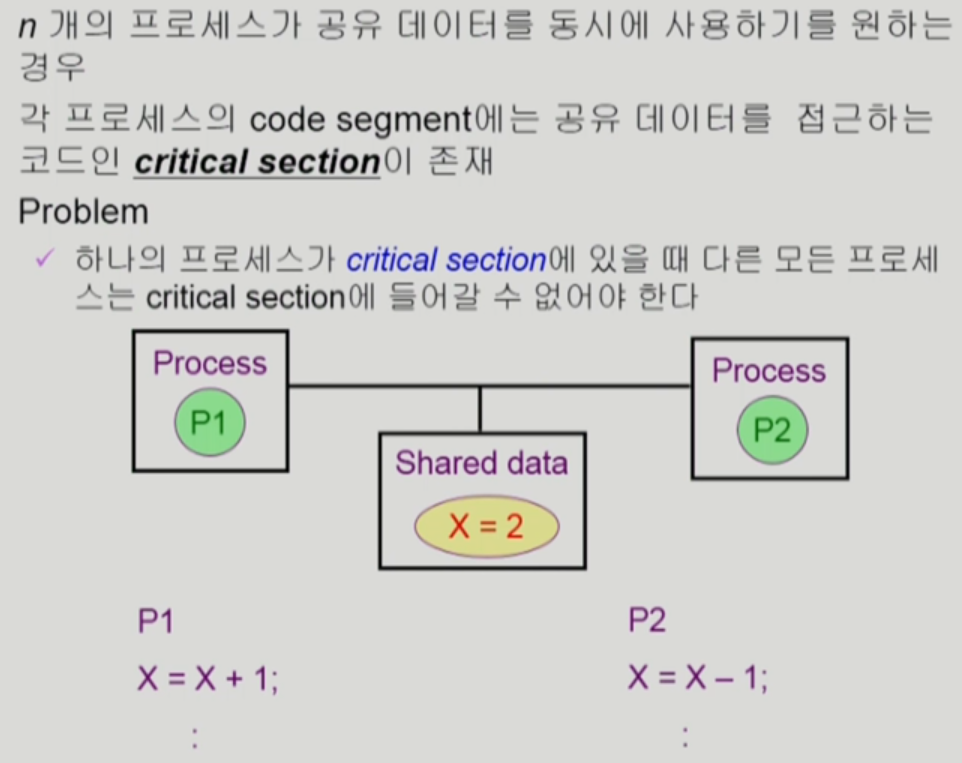 n 개의 프로세스가 공유 데이터를 동시에 사용하기를 원하는
경우
각 프로세스의 code segment에는 공유 데이터를 접근하는
코드인 critical section이 존재
Problem
✓ 하나의 프로세스가 critical section에 있을 때 다른 모든 프로세
스는 critical section에 들어갈 수 없어야 한다
Process
P1
Process
P2
Shared data
X = 2
P1
X = X + 1;
:
P2
X = X – 1;
: